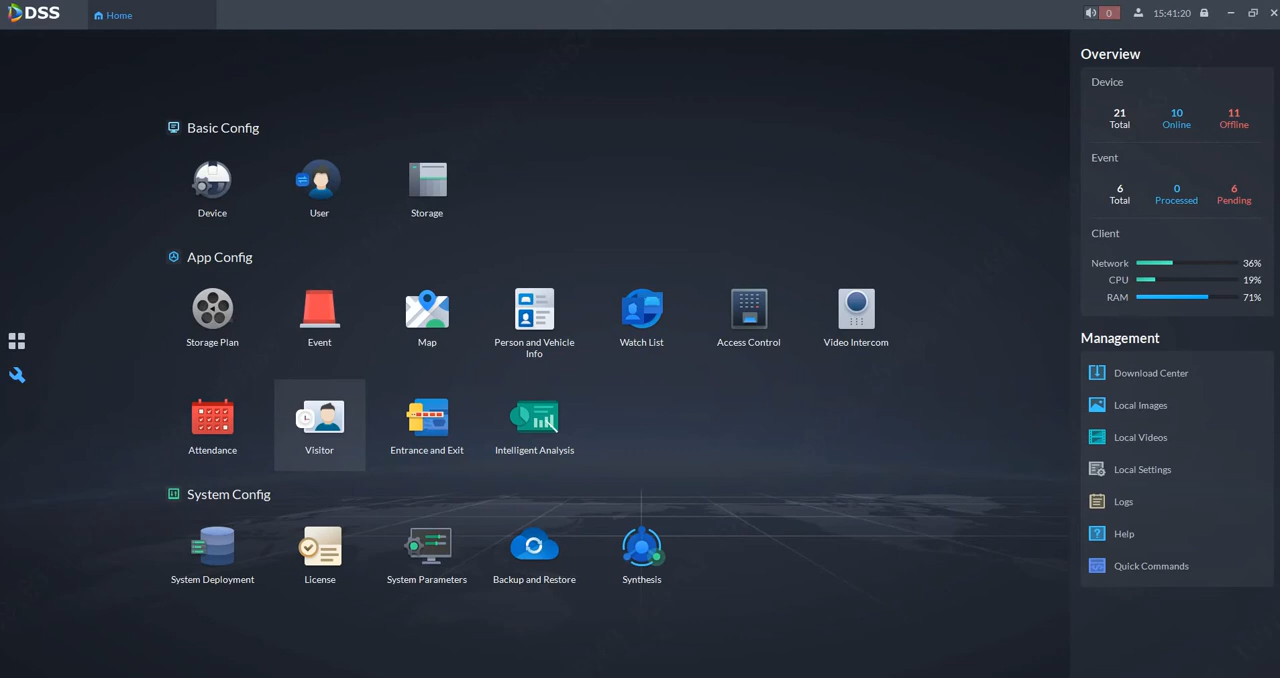 DSS
Home
0
15:41:20
Overview
Device
21 10 11
Total Online Offline
Event
6 0 6
Total Processed Pending
Client
Network 36%
CPU 19%
RAM 71%
Management
Download Center
Local Images
Local Videos
Local Settings
Logs
Help
Quick Commands
Basic Config
Device User Storage
App Config
Storage Plan Event Map Person and Vehicle Watch List Access Control Video Intercom
Info
Attendance Visitor Entrance and Exit Intelligent Analysis
System Config
System Deployment License System Parameters Backup and Restore Synthesis